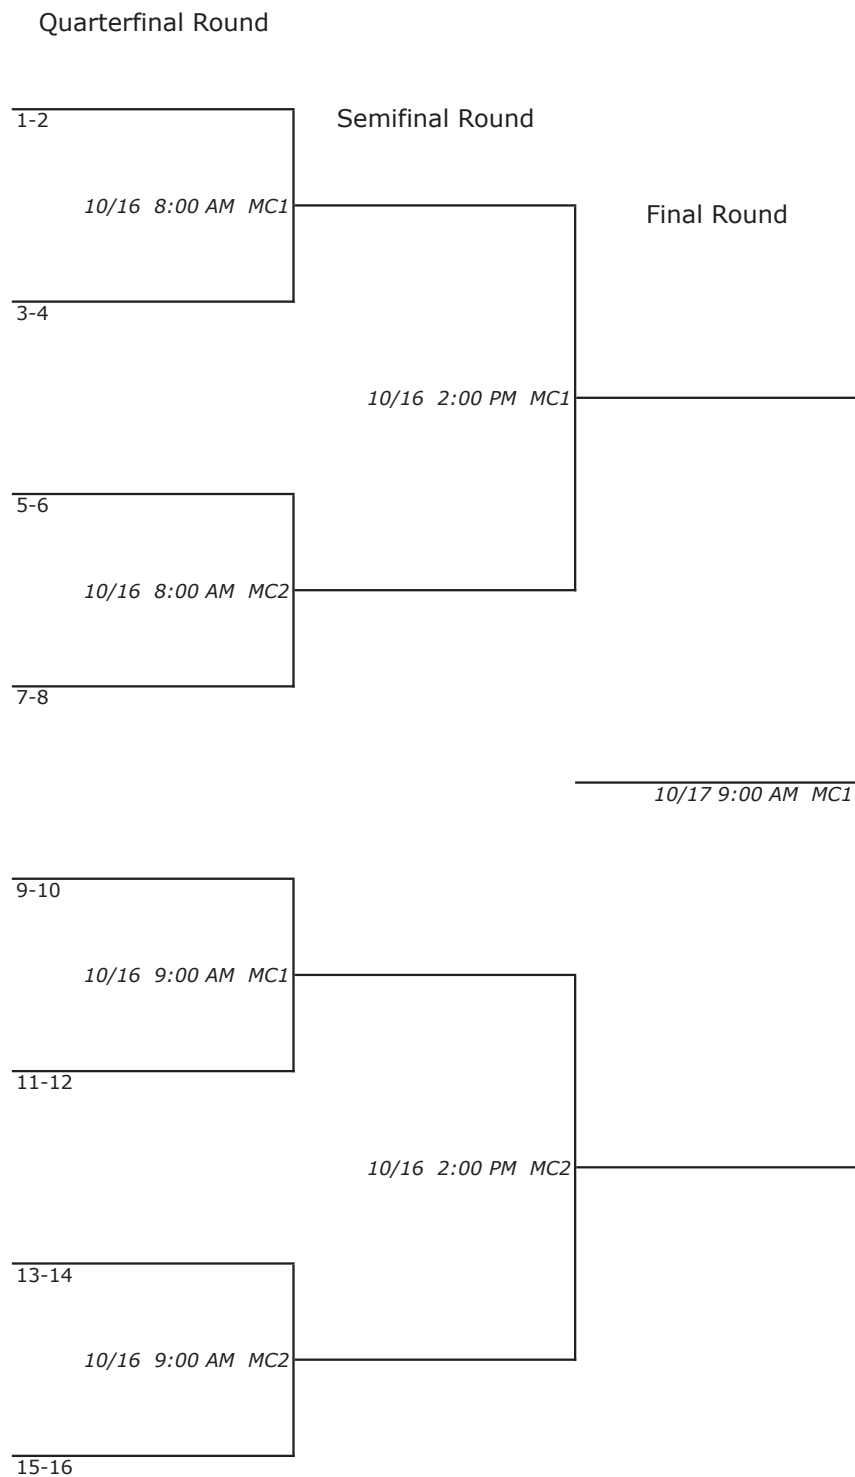 Quarterfinal Round
1-2
Semifinal Round
10/16  8:00 AM  MC1
Final Round
3-4
10/16  2:00 PM  MC1
5-6
10/16  8:00 AM  MC2
7-8
10/17 9:00 AM  MC1
9-10
10/16  9:00 AM  MC1
11-12
10/16  2:00 PM  MC2
13-14
10/16  9:00 AM  MC2
15-16